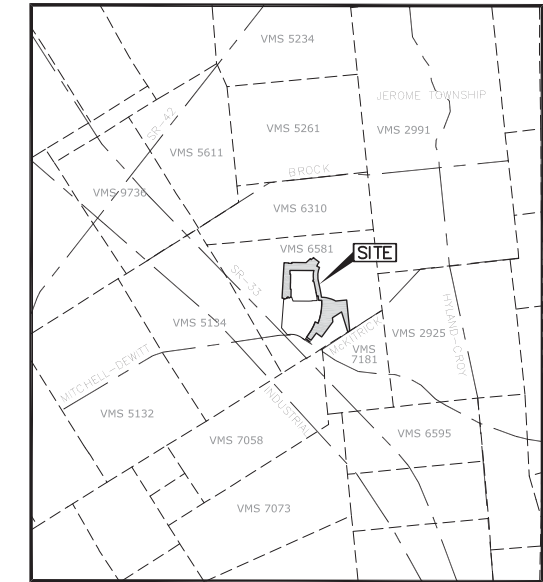 VMS 5234
JEROME TOWNSHIP
SR-42
VMS 5261
VMS 2991
VMS 5611
BROCK
VMS 9736
VMS 6310
VMS 6581
SITE
SR-33
HYLAND-CROY
VMS 5134
McKITRICK
VMS 2925
VMS
7181
MITCHELL-DEWITT
INDUSTRIAL
VMS 5132
VMS 7058
VMS 6595
VMS 7073